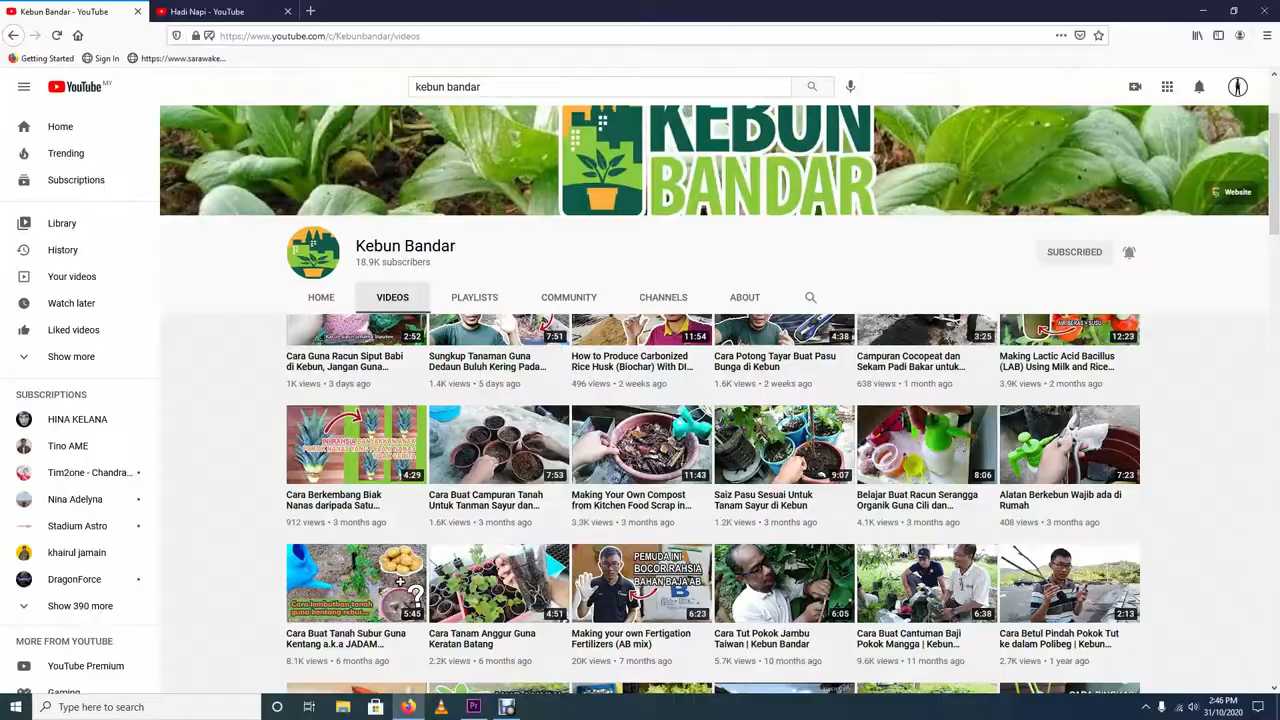 Kebun Bandar - YouTube
Hadi Napi - YouTube
https://www.youtube.com/c/Kebunbandar/videos
Getting Started
Sign In
https://www.sarawake...
YouTube MY
kebun bandar
Home
Trending
Subscriptions
Library
History
Your videos
Watch later
Liked videos
Show more
SUBSCRIPTIONS
HINA KELANA
Tino AME
Tim2one - Chandra...
Nina Adelyna
Stadium Astro
khairul jamain
DragonForce
Show 390 more
MORE FROM YOUTUBE
YouTube Premium
Gaming
KEBUN
BANDAR
Website
Kebun Bandar
18.9K subscribers
SUBSCRIBED
HOME
VIDEOS
PLAYLISTS
COMMUNITY
CHANNELS
ABOUT
2:52
7:51
11:54
4:38
3:25
AIR BERAS + SUSU
12:23
Cara Guna Racun Siput Babi
di Kebun, Jangan Guna...
1K views • 3 days ago
Sungkup Tanaman Guna
Dedaun Buluh Kering Pada...
1.4K views • 5 days ago
How to Produce Carbonized
Rice Husk (Biochar) With DI...
496 views • 2 weeks ago
Cara Potong Tayar Buat Pasu
Bunga di Kebun
1.6K views • 2 weeks ago
Campuran Cocopeat dan
Sekam Padi Bakar untuk...
638 views • 1 month ago
Making Lactic Acid Bacillus
(LAB) Using Milk and Rice...
3.9K views • 2 months ago
4:29
7:53
11:43
9:07
8:06
7:23
Cara Berkembang Biak
Nanas daripada Satu...
912 views • 3 months ago
Cara Buat Campuran Tanah
Untuk Tanman Sayur dan...
1.6K views • 3 months ago
Making Your Own Compost
from Kitchen Food Scrap in...
3.3K views • 3 months ago
Saiz Pasu Sesuai Untuk
Tanam Sayur di Kebun
1.2K views • 3 months ago
Belajar Buat Racun Serangga
Organik Guna Cili dan...
4.1K views • 3 months ago
Alatan Berkebun Wajib ada di
Rumah
408 views • 3 months ago
Cara lembutkan tanah
guna kentang rebus...
5:45
4:51
PEMUDA INI
BOCOR RAHSIA
BAHAN BAJA AB
6:23
6:05
6:38
2:13
Cara Buat Tanah Subur Guna
Kentang a.k.a JADAM...
8.1K views • 6 months ago
Cara Tanam Anggur Guna
Keratan Batang
2.2K views • 6 months ago
Making your own Fertigation
Fertilizers (AB mix)
20K views • 7 months ago
Cara Tut Pokok Jambu
Taiwan | Kebun Bandar
5.7K views • 10 months ago
Cara Buat Cantuman Baji
Pokok Mangga | Kebun...
9.6K views • 11 months ago
Cara Betul Pindah Pokok Tut
ke dalam Polibeg | Kebun...
2.7K views • 1 year ago
Type here to search
Pr
2:46 PM
31/10/2020